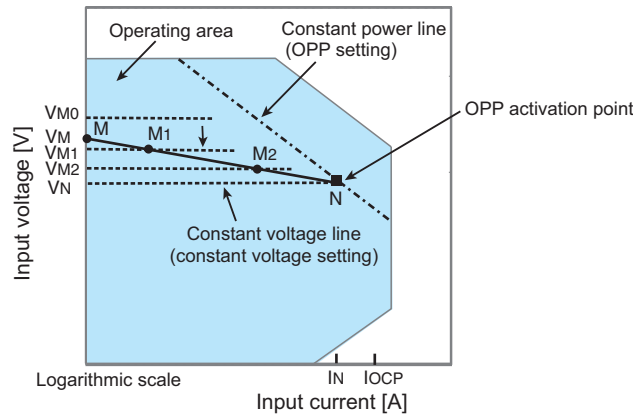 Operating area
Constant power line
(OPP setting)
OPP activation point
VM0
VM
M
VM1
M1
VM2
M2
VN
N
Constant voltage line
(constant voltage setting)
Input voltage [V]
Logarithmic scale
IN
IOCP
Input current [A]